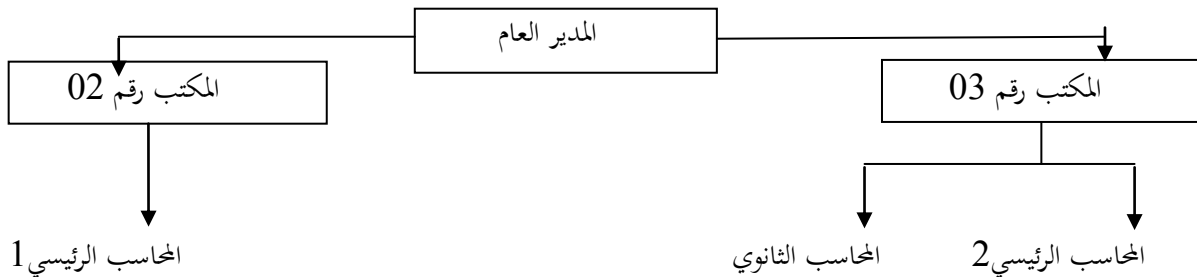 المدير العام
المكتب رقم 03
المكتب رقم 02
المحاسب الرئيسي2
المحاسب الثانوي
المحاسب الرئيسي1